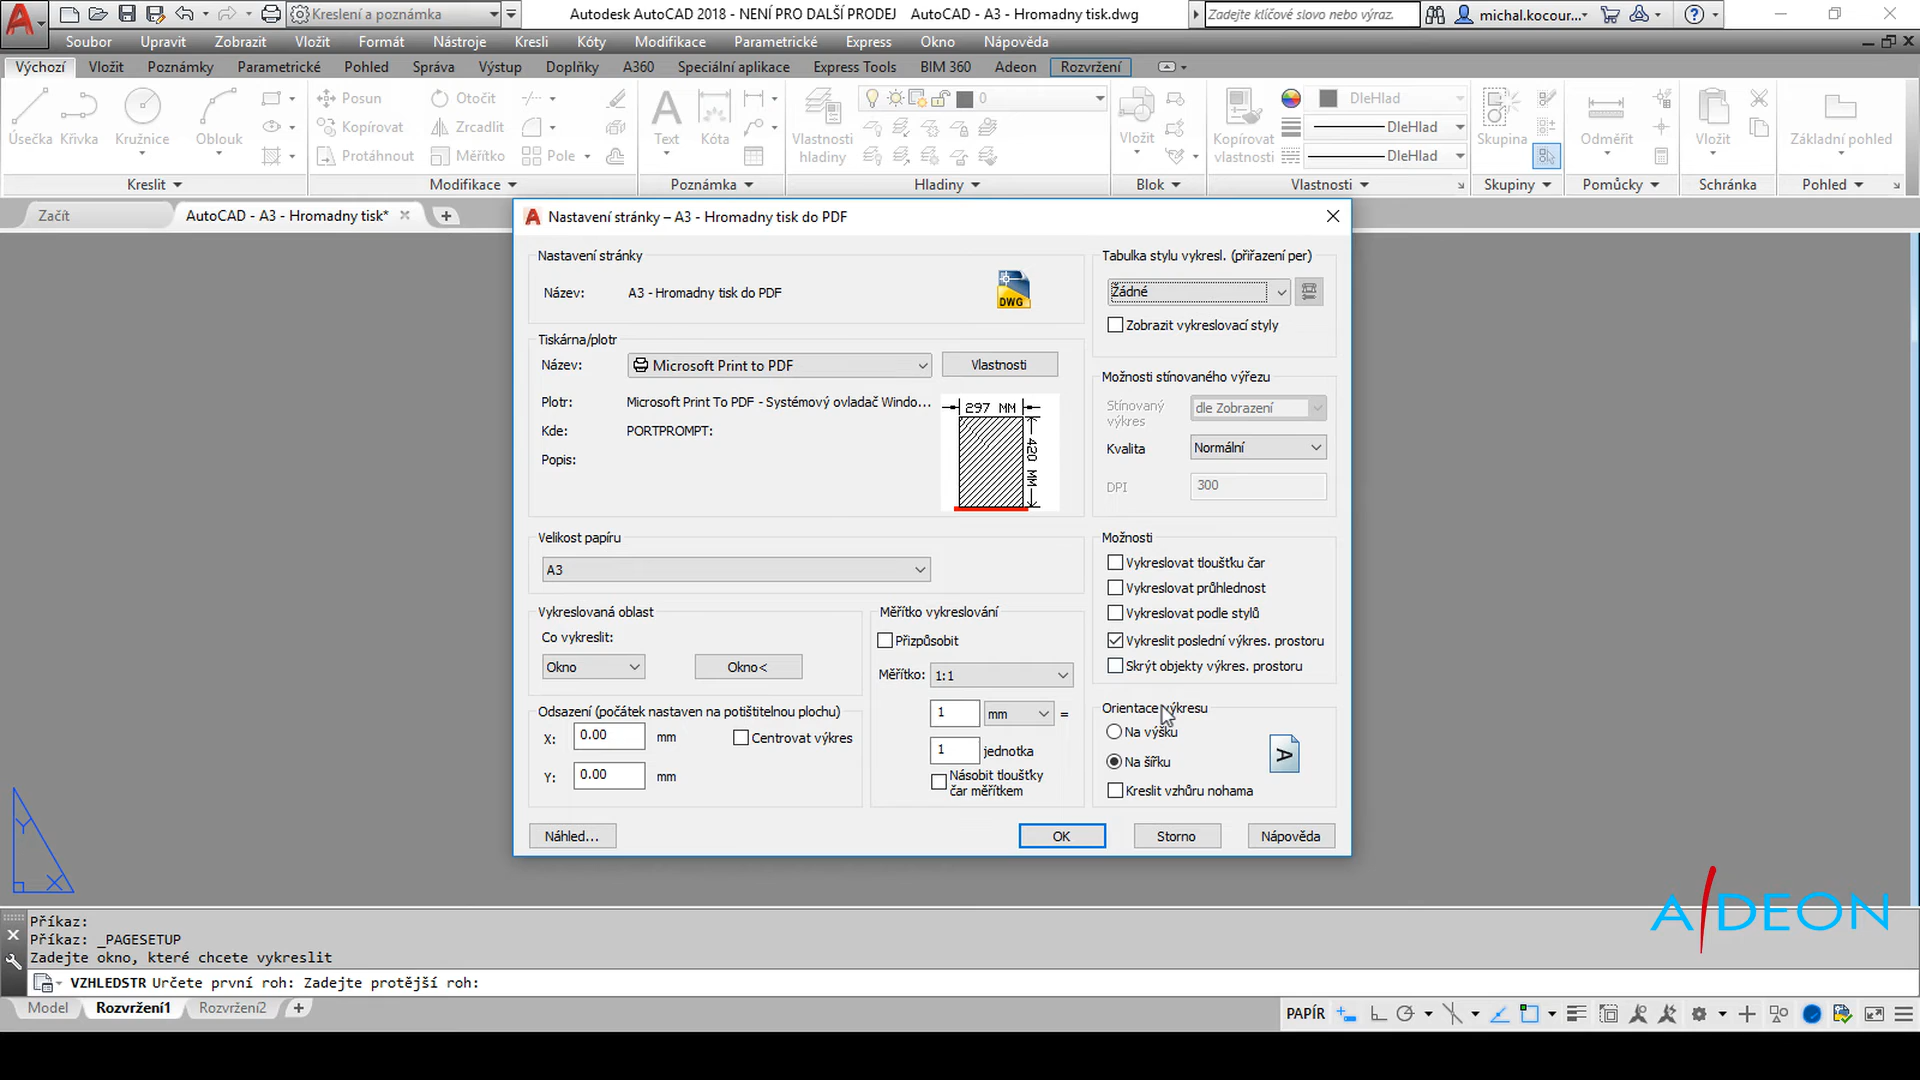 Kreslení a poznámka
Autodesk AutoCAD 2018 - NENÍ PRO DALŠÍ PRODEJ AutoCAD - A3 - Hromadny tisk.dwg
Zadejte klíčové slovo nebo výraz.
michal.kocour...
Soubor Upravit Zobrazit Vložit Formát Nástroje Kresli Kóty Modifikace Parametrické Express Okno Nápověda
Výchozí Vložit Poznámky Parametrické Pohled Správa Výstup Doplňky A360 Speciální aplikace Express Tools BIM 360 Adeon Rozvržení
Posun Otočit 0 DleHlad
Kopírovat Zrcadlit DleHlad
Úsečka Křivka Kružnice Oblouk Text Kóta Vlastnosti hladiny Vložit Kopírovat vlastnosti Skupina Odměřit Vložit Základní pohled
Protáhnout Měřítko Pole DleHlad
Kreslit Modifikace Poznámka Hladiny Blok Vlastnosti Skupiny Pomůcky Schránka Pohled
Začít AutoCAD - A3 - Hromadny tisk*
Nastavení stránky – A3 - Hromadny tisk do PDF
Nastavení stránky
Název: A3 - Hromadny tisk do PDF
DWG
Tiskárna/plotr
Název: Microsoft Print to PDF Vlastnosti
Plotr: Microsoft Print To PDF - Systémový ovladač Windo...
Kde: PORTPROMPT:
Popis:
297 MM
420 MM
Velikost papíru
A3
Vykreslovaná oblast
Co vykreslit:
Okno Okno<
Odsazení (počátek nastaven na potištitelnou plochu)
X: 0.00 mm Centrovat výkres
Y: 0.00 mm
Měřítko vykreslování
Přizpůsobit
Měřítko: 1:1
1 mm =
1 jednotka
Násobit tloušťky
čar měřítkem
Tabulka stylu vykresl. (přiřazení per)
Žádné
Zobrazit vykreslovací styly
Možnosti stínovaného výřezu
Stínovaný
výkres dle Zobrazení
Kvalita Normální
DPI 300
Možnosti
Vykreslovat tloušťku čar
Vykreslovat průhlednost
Vykreslovat podle stylů
Vykreslit poslední výkres. prostoru
Skrýt objekty výkres. prostoru
Orientace výkresu
Na výšku
Na šířku
A
Kreslit vzhůru nohama
Náhled... OK Storno Nápověda
Y
X
ADEON
Příkaz:
Příkaz: _PAGESETUP
Zadejte okno, které chcete vykreslit
VZHLEDSTR Určete první roh: Zadejte protější roh:
Model Rozvržení1 Rozvržení2
PAPÍR